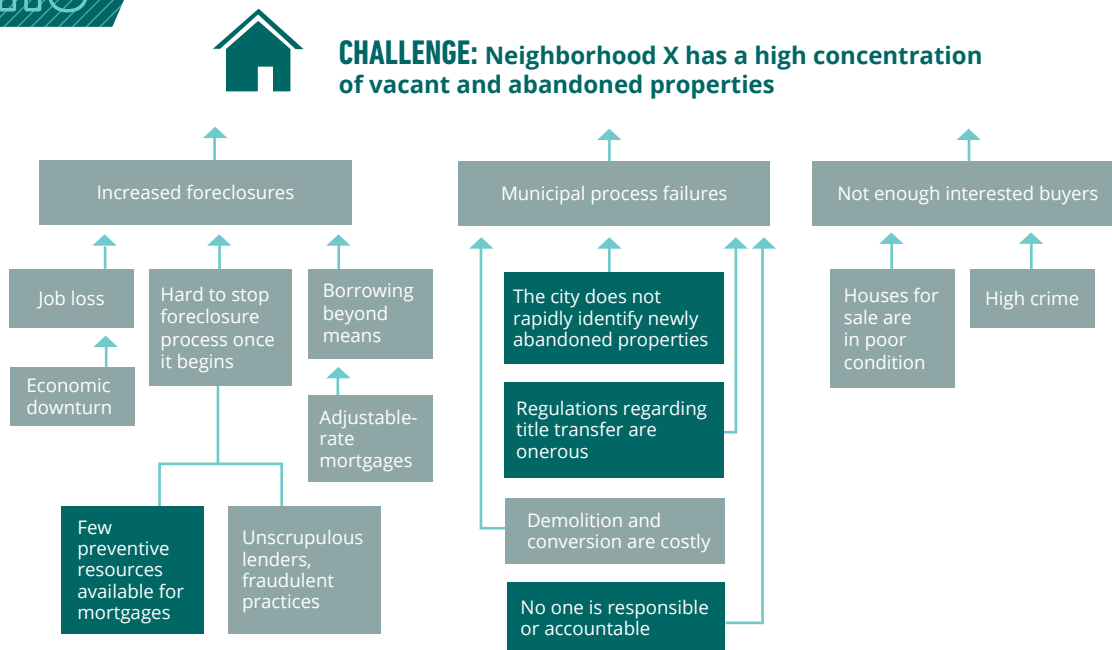 CHALLENGE: Neighborhood X has a high concentration
of vacant and abandoned properties
Increased foreclosures
Municipal process failures
Not enough interested buyers
Job loss
Hard to stop
foreclosure
process once
it begins
Borrowing
beyond
means
Economic
downturn
Adjustable-
rate
mortgages
Few
preventive
resources
available for
mortgages
Unscrupulous
lenders,
fraudulent
practices
The city does not
rapidly identify newly
abandoned properties
Regulations regarding
title transfer are
onerous
Demolition and
conversion are costly
No one is responsible
or accountable
Houses for
sale are
in poor
condition
High crime